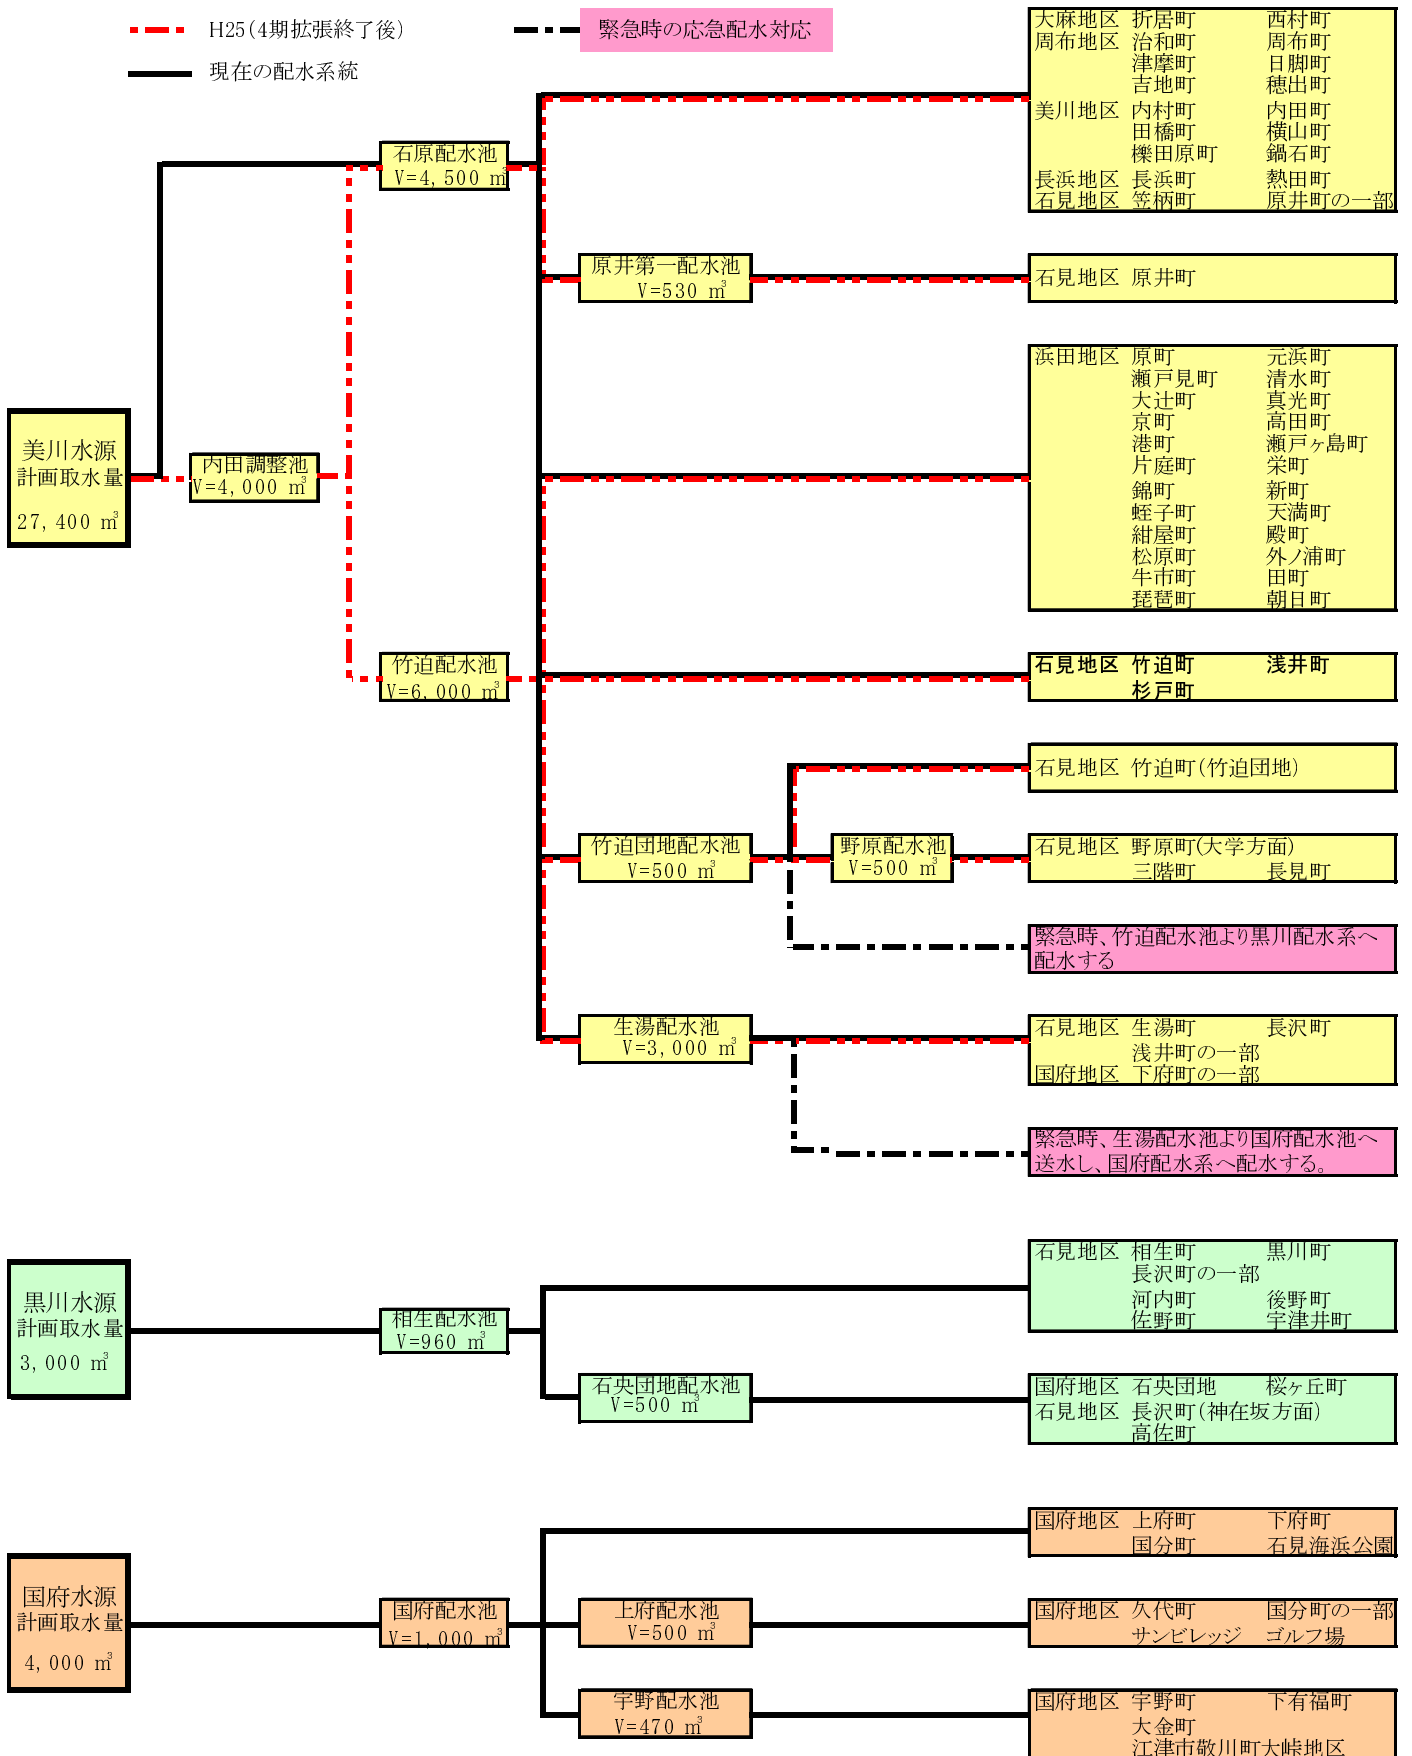 H25（4期拡張終了後）
緊急時の応急配水対応
現在の配水系統
大麻地区 折居町 西村町
周布地区 治和町 周布町
津摩町 日脚町
吉地町 穂出町
美川地区 内村町 内田町
田橋町 横山町
櫟田原町 鍋石町
長浜地区 長浜町 熱田町
石見地区 笠柄町 原井町の一部
石原配水池
V=4,500 ㎥
原井第一配水池
V=530 ㎥
石見地区 原井町
浜田地区 原町 元浜町
瀬戸見町 清水町
大辻町 真光町
京町 高田町
港町 瀬戸ヶ島町
片庭町 栄町
錦町 新町
蛭子町 天満町
紺屋町 殿町
松原町 外ノ浦町
牛市町 田町
琵琶町 朝日町
美川水源
計画取水量
27,400 ㎥
内田調整池
V=4,000 ㎥
竹迫配水池
V=6,000 ㎥
石見地区 竹迫町 浅井町
杉戸町
石見地区 竹迫町（竹迫団地）
竹迫団地配水池
V=500 ㎥
野原配水池
V=500 ㎥
石見地区 野原町（大学方面）
三階町 長見町
緊急時、竹迫配水池より黒川配水系へ
配水する
生湯配水池
V=3,000 ㎥
石見地区 生湯町 長沢町
浅井町の一部
国府地区 下府町の一部
緊急時、生湯配水池より国府配水池へ
送水し、国府配水系へ配水する。
黒川水源
計画取水量
3,000 ㎥
相生配水池
V=960 ㎥
石見地区 相生町 黒川町
長沢町の一部
河内町 後野町
佐野町 宇津井町
石央団地配水池
V=500 ㎥
国府地区 石央団地 桜ヶ丘町
石見地区 長沢町（神在坂方面）
高佐町
国府水源
計画取水量
4,000 ㎥
国府配水池
V=1,000 ㎥
国府地区 上府町 下府町
国分町 石見海浜公園
上府配水池
V=500 ㎥
国府地区 久代町 国分町の一部
サンビレッジ ゴルフ場
宇野配水池
V=470 ㎥
国府地区 宇野町 下有福町
大金町
江津市敬川町大峠地区